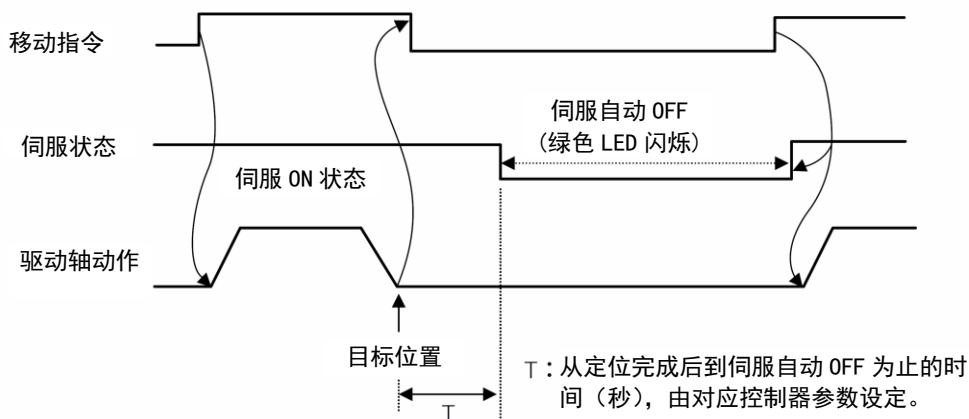 移动指令
伺服自动 OFF
(绿色 LED 闪烁)
伺服状态
伺服 ON 状态
驱动轴动作
目标位置
T
T:从定位完成后到伺服自动 OFF 为止的时
间（秒），由对应控制器参数设定。